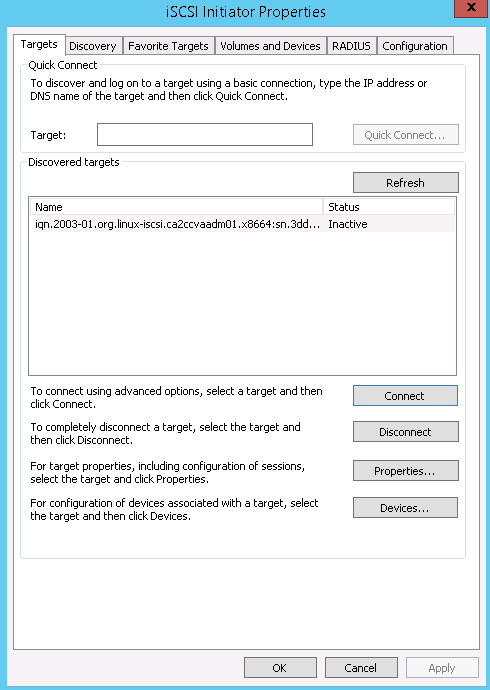 iSCSI Initiator Properties
x
Targets Discovery Favorite Targets Volumes and Devices RADIUS Configuration
Quick Connect
To discover and log on to a target using a basic connection, type the IP address or
DNS name of the target and then click Quick Connect.
Target:
Quick Connect...
Discovered targets
Refresh
Name Status
iqn.2003-01.org.linux-iscsi.ca2ccvaadm01.x8664:sn.3dd... Inactive
To connect using advanced options, select a target and then
click Connect.
Connect
To completely disconnect a target, select the target and
then click Disconnect.
Disconnect
For target properties, including configuration of sessions,
select the target and click Properties.
Properties...
For configuration of devices associated with a target, select
the target and then click Devices.
Devices...
OK Cancel Apply